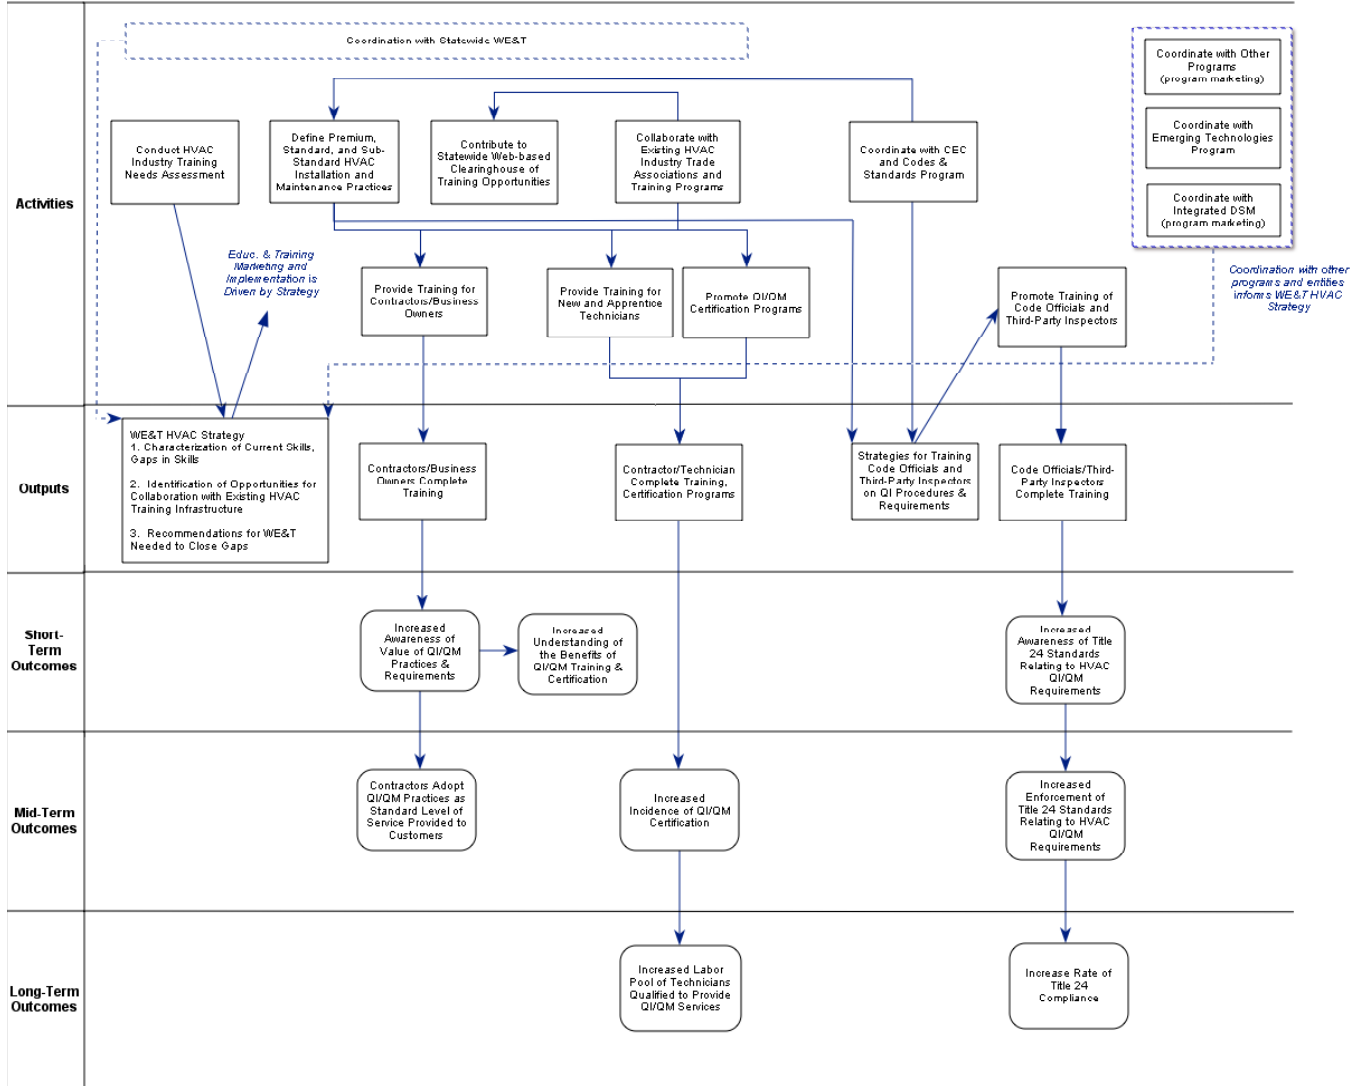 Coordination with Statewide WE&T
Coordinate with Other
Programs
(program marketing)
Coordinate with
Emerging Technologies
Program
Coordinate with
Integrated DSM
(program marketing)
Activities
Conduct HVAC
Industry Training
Needs Assessment
Define Premium,
Standard, and Sub-
Standard HVAC
Installation and
Maintenance Practices
Contribute to
Statewide Web-based
Clearinghouse of
Training Opportunities
Collaborate with
Existing HVAC
Industry Trade
Associations and
Training Programs
Coordinate with CEC
and Codes &
Standards Program
Educ. & Training
Marketing and
Implementation is
Driven by Strategy
Provide Training for
Contractors/Business
Owners
Provide Training for
New and Apprentice
Technicians
Promote QI/QM
Certification Programs
Promote Training of
Code Officials and
Third-Party Inspectors
Coordination with other
programs and entities
informs WE&T HVAC
Strategy
Outputs
WE&T HVAC Strategy
1. Characterization of Current Skills,
Gaps in Skills
2. Identification of Opportunities for
Collaboration with Existing HVAC
Training Infrastructure
3. Recommendations for WE&T
Needed to Close Gaps
Contractors/Business
Owners Complete
Training
Contractor/Technician
Complete Training,
Certification Programs
Strategies for Training
Code Officials and
Third-Party Inspectors
on QI Procedures &
Requirements
Code Officials/Third-
Party Inspectors
Complete Training
Short-
Term
Outcomes
Increased
Awareness of
Value of QI/QM
Practices &
Requirements
Increased
Understanding of
the Benefits of
QI/QM Training &
Certification
Increased
Awareness of Title
24 Standards
Relating to HVAC
QI/QM
Requirements
Mid-Term
Outcomes
Contractors Adopt
QI/QM Practices as
Standard Level of
Service Provided to
Customers
Increased
Incidence of QI/QM
Certification
Increased
Enforcement of
Title 24 Standards
Relating to HVAC
QI/QM
Requirements
Long-Term
Outcomes
Increased Labor
Pool of Technicians
Qualified to Provide
QI/QM Services
Increase Rate of
Title 24
Compliance